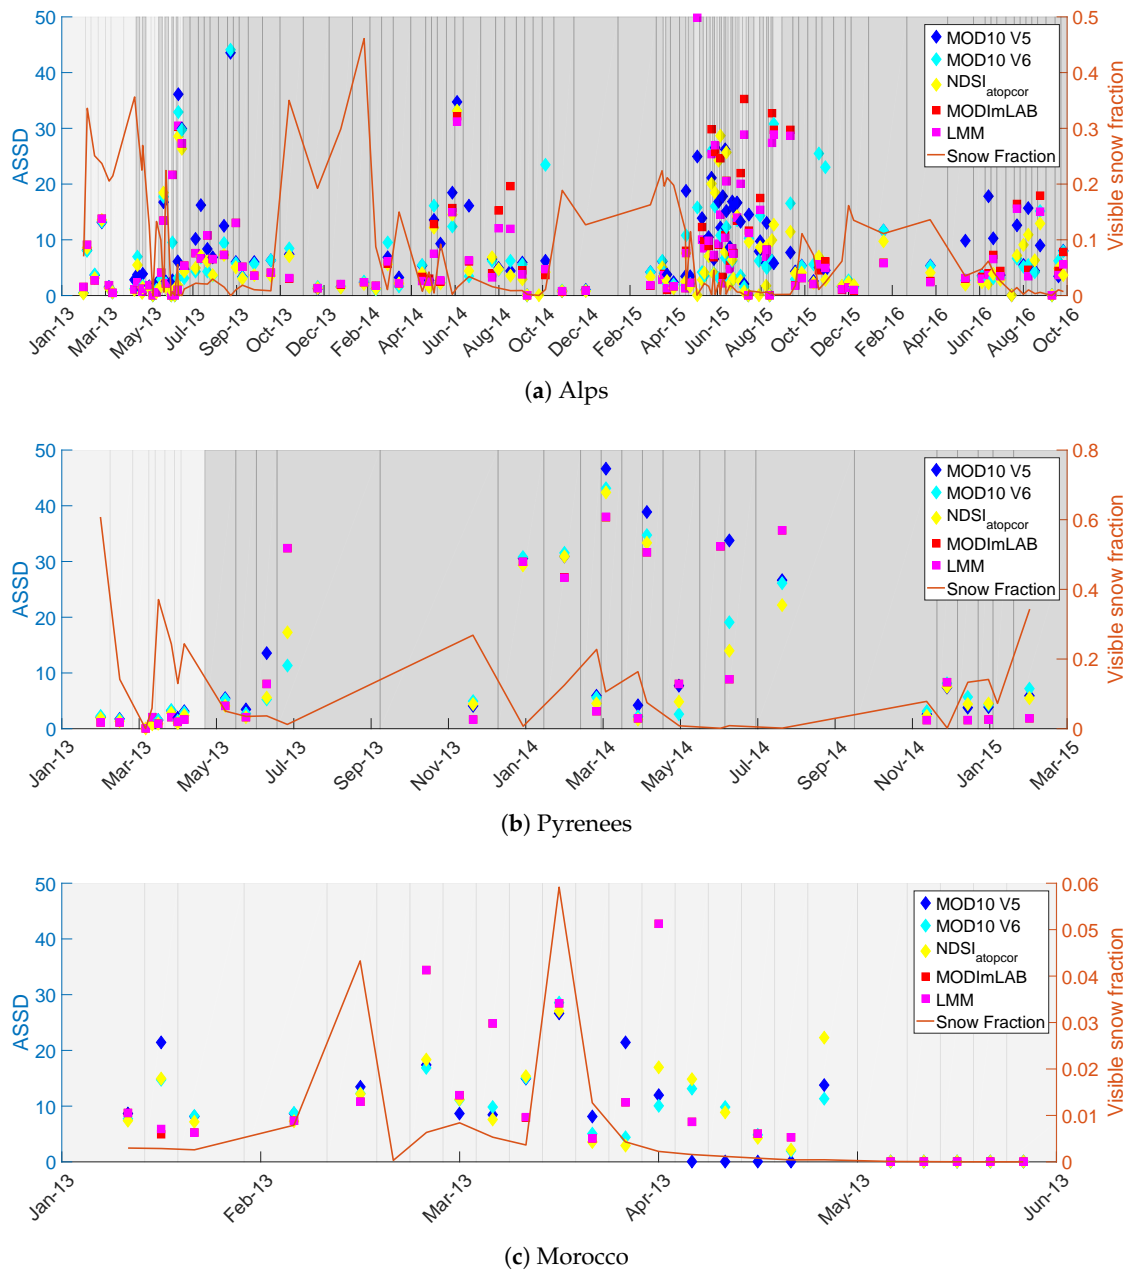 50
40
30
20
10
0
ASSD
0.5
0.4
0.3
0.2
0.1
0
Visible snow fraction
MOD10 V5
MOD10 V6
NDSI_atopcor
MODImLAB
LMM
Snow Fraction
Jan-13
Mar-13
May-13
Jul-13
Sep-13
Oct-13
Dec-13
Feb-14
Apr-14
Jun-14
Aug-14
Oct-14
Dec-14
Feb-15
Apr-15
Jun-15
Aug-15
Oct-15
Dec-15
Feb-16
Apr-16
Jun-16
Aug-16
Oct-16
(a) Alps
50
40
30
20
10
0
ASSD
0.8
0.6
0.4
0.2
0
Visible snow fraction
MOD10 V5
MOD10 V6
NDSI_atopcor
MODImLAB
LMM
Snow Fraction
Jan-13
Mar-13
May-13
Jul-13
Sep-13
Nov-13
Jan-14
Mar-14
May-14
Jul-14
Sep-14
Nov-14
Jan-15
Mar-15
(b) Pyrenees
50
40
30
20
10
0
ASSD
0.06
0.05
0.04
0.03
0.02
0.01
0
Visible snow fraction
MOD10 V5
MOD10 V6
NDSI_atopcor
MODImLAB
LMM
Snow Fraction
Jan-13
Feb-13
Mar-13
Apr-13
May-13
Jun-13
(c) Morocco